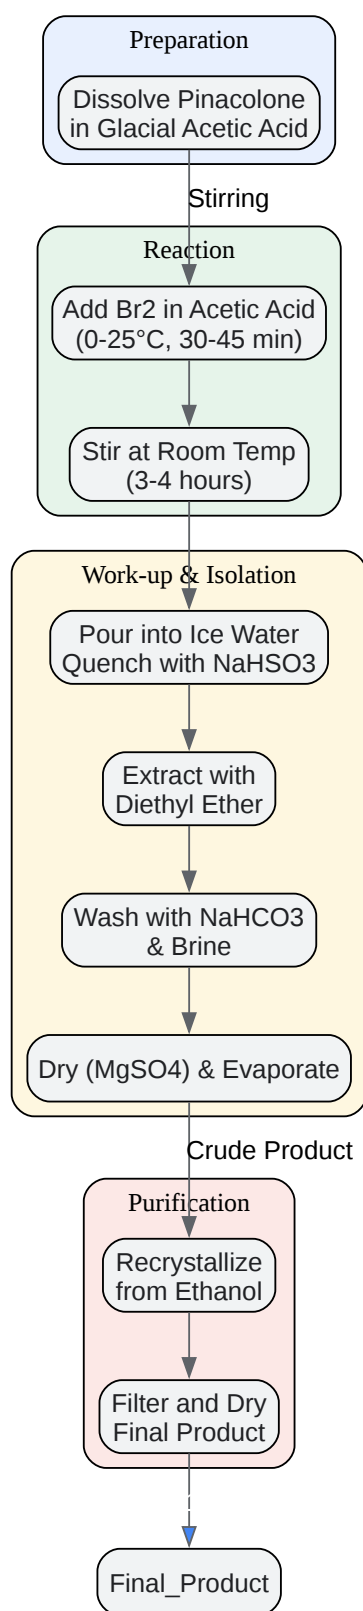 Preparation
Dissolve Pinacolone
in Glacial Acetic Acid
Stirring
Reaction
Add Br2 in Acetic Acid
(0-25°C, 30-45 min)
Stir at Room Temp
(3-4 hours)
Work-up & Isolation
Pour into Ice Water
Quench with NaHSO3
Extract with
Diethyl Ether
Wash with NaHCO3
& Brine
Dry (MgSO4) & Evaporate
Crude Product
Purification
Recrystallize
from Ethanol
Filter and Dry
Final Product
Final_Product